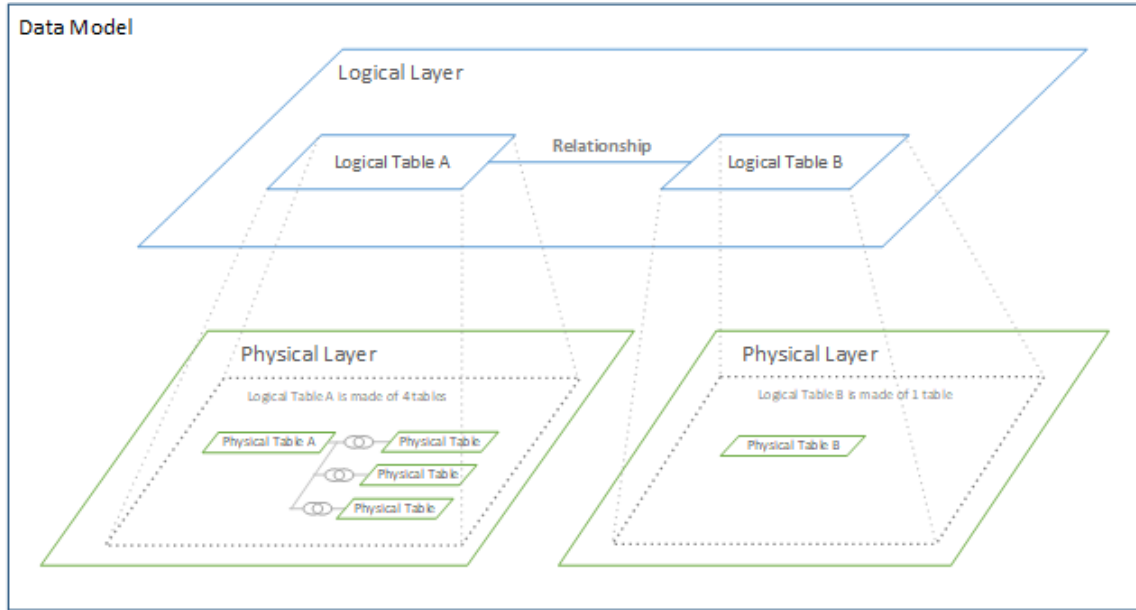 Data Model
Logical Layer
Logical Table A
Relationship
Logical Table B
Physical Layer
Logical Table A is made of 4 tables
Physical Table A
Physical Table
Physical Table
Physical Table
Physical Layer
Logical Table B is made of 1 table
Physical Table B